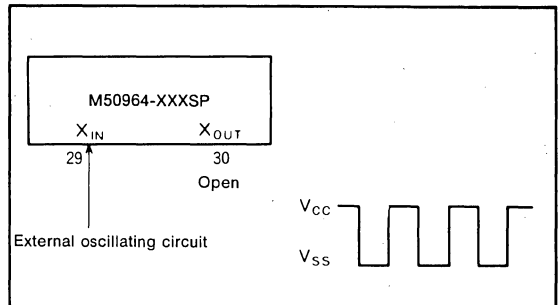 M50964-XXXSP
XIN XOUT
29 30
Open
External oscillating circuit
VCC
VSS